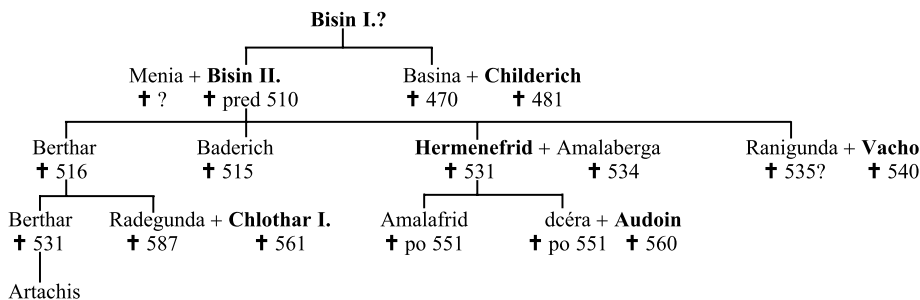 Bisin I.?
Menia + Bisin II. Basina + Childerich
✝ ? ✝ pred 510 ✝ 470 ✝ 481
Berthar Baderich Hermenefrid + Amalaberga Ranigunda + Vacho
✝ 516 ✝ 515 ✝ 531 ✝ 534 ✝ 535? ✝ 540
Berthar Radegunda + Chlothar I. Amalafrid dcéra + Audoin
✝ 531 ✝ 587 ✝ 561 ✝ po 551 ✝ po 551 ✝ 560
Artachis